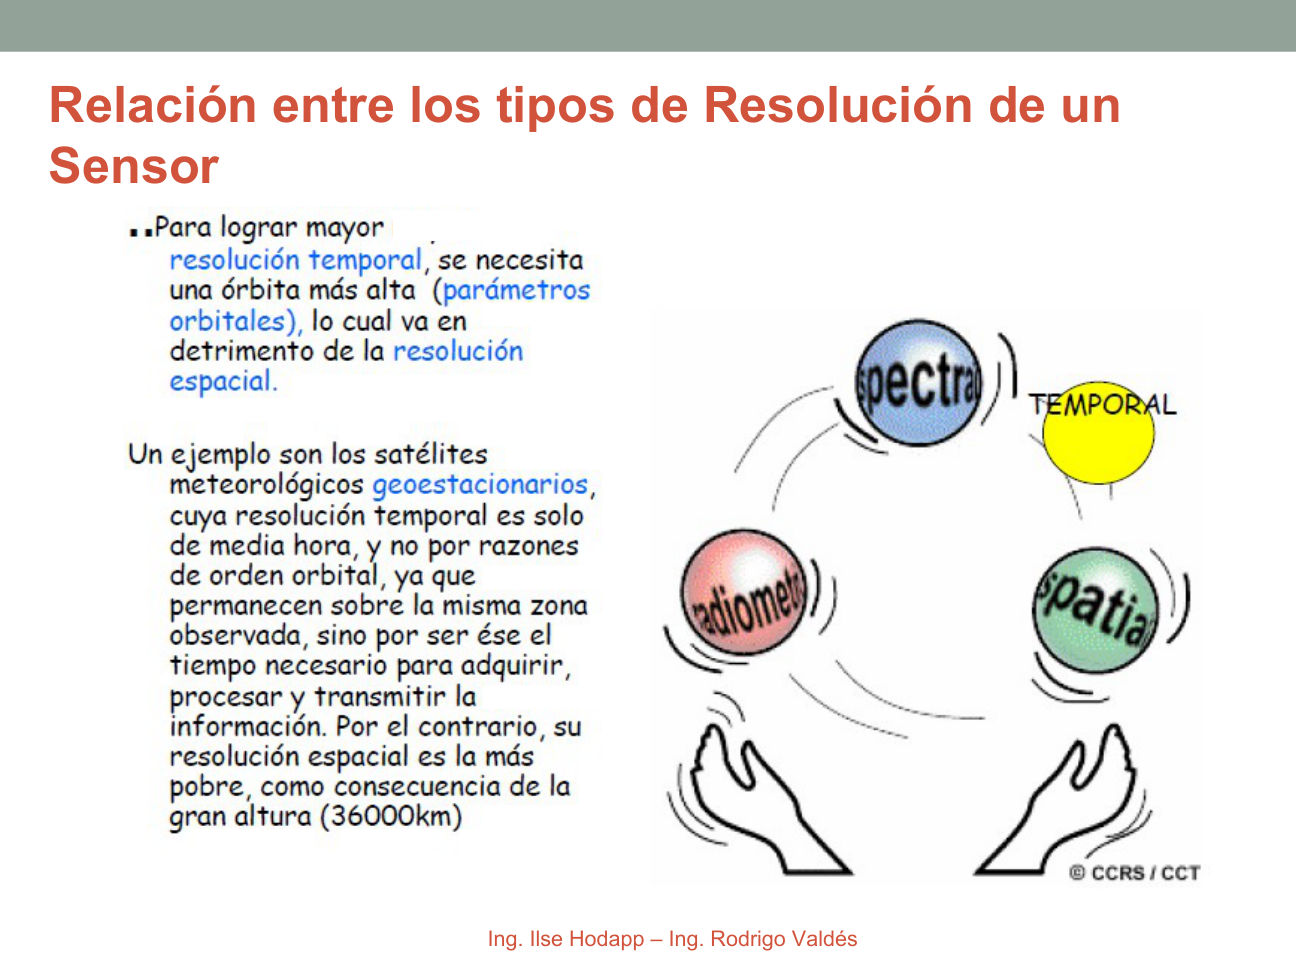 Relación entre los tipos de Resolución de un
Sensor
..Para lograr mayor
resolución temporal, se necesita
una órbita más alta (parámetros
orbitales), lo cual va en
detrimento de la resolución
espacial.
Un ejemplo son los satélites
meteorológicos geoestacionarios,
cuya resolución temporal es solo
de media hora, y no por razones
de orden orbital, ya que
permanecen sobre la misma zona
observada, sino por ser ése el
tiempo necesario para adquirir,
procesar y transmitir la
información. Por el contrario, su
resolución espacial es la más
pobre, como consecuencia de la
gran altura (36000km)
spectral
TEMPORAL
radiometri
spatial
© CCRS / CCT
Ing. Ilse Hodapp – Ing. Rodrigo Valdés